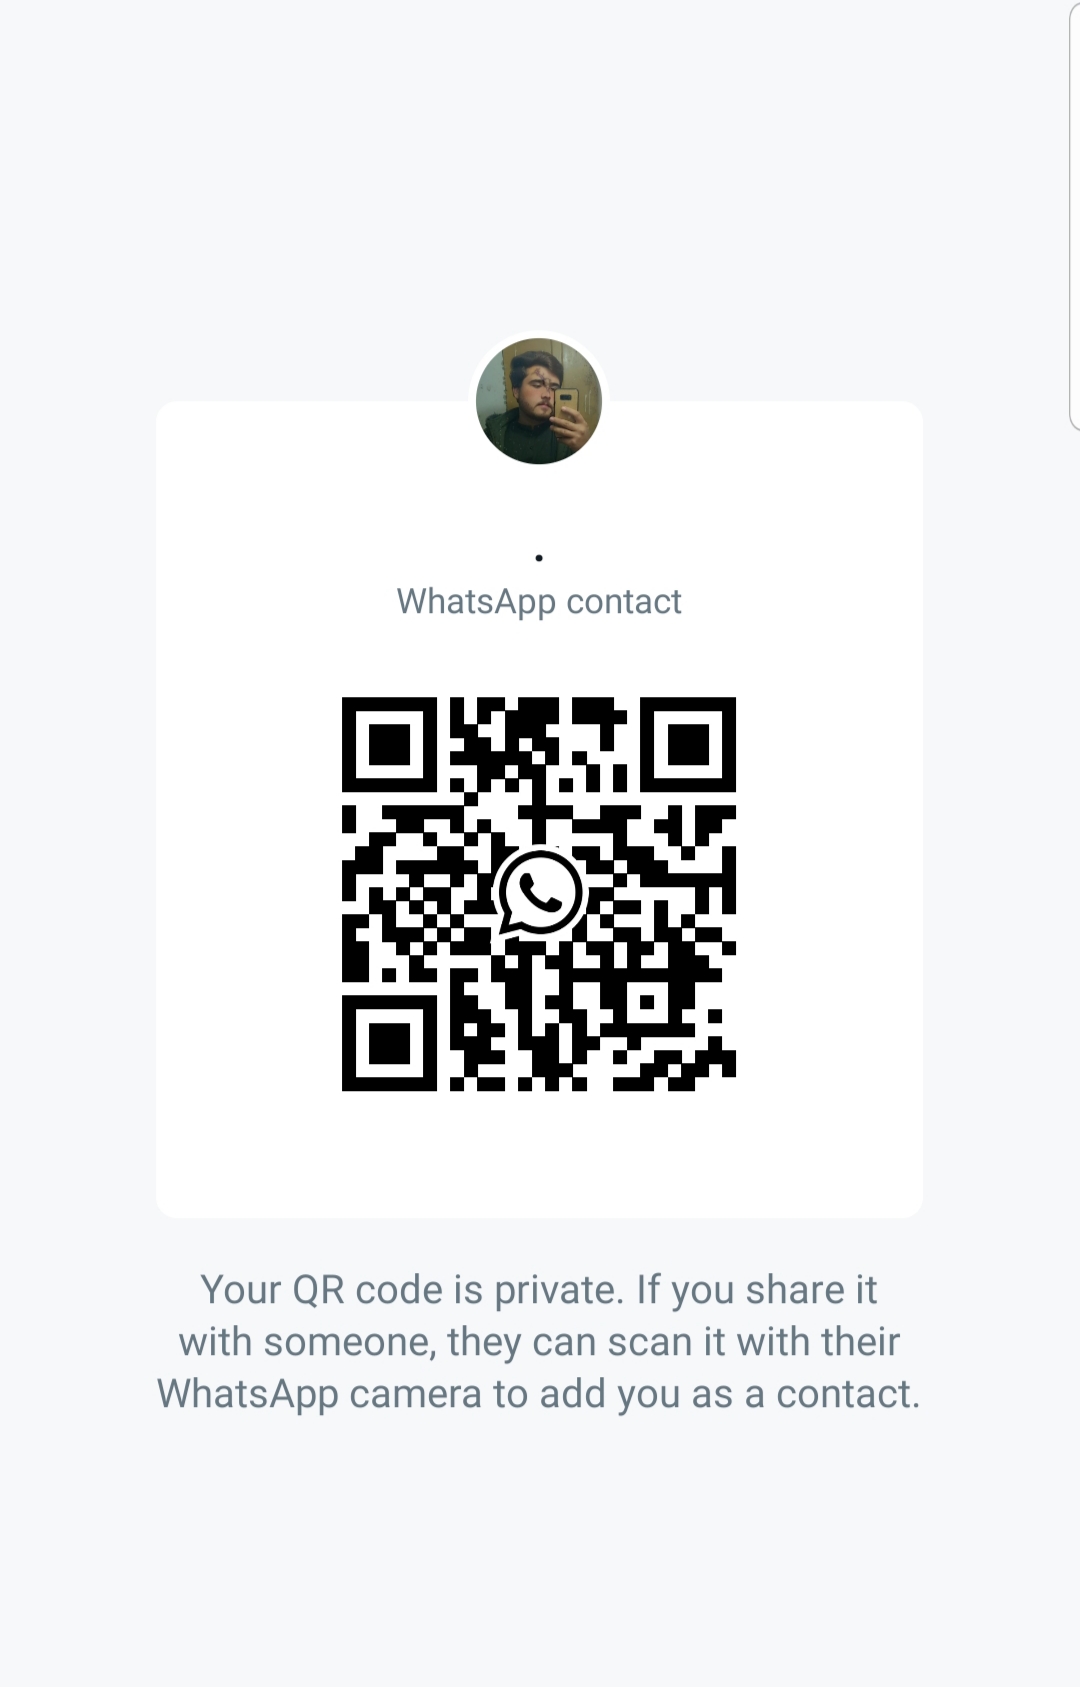 .
WhatsApp contact
Your QR code is private. If you share it
with someone, they can scan it with their
WhatsApp camera to add you as a contact.